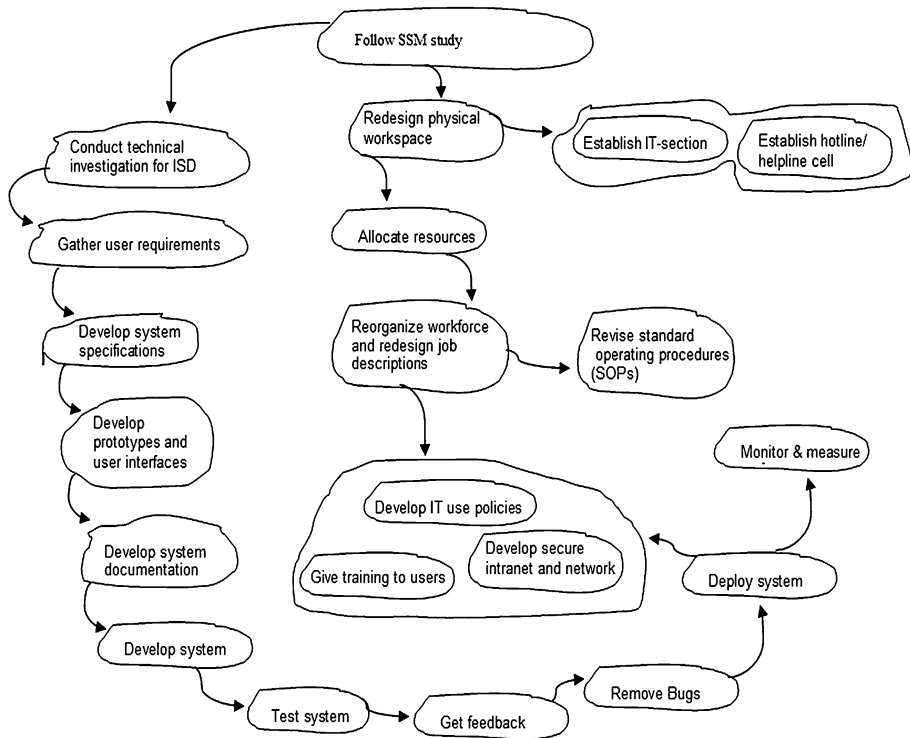 Follow SSM study
Redesign physical
workspace
Establish IT-section
Establish hotline/
helpline cell
Conduct technical
investigation for ISD
Allocate resources
Gather user requirements
Develop system
specifications
Reorganize workforce
and redesign job
descriptions
Revise standard
operating procedures
(SOPs)
Develop
prototypes and
user interfaces
Monitor & measure
Develop IT use policies
Develop secure
intranet and network
Give training to users
Develop system
documentation
Deploy system
Develop system
Test system
Get feedback
Remove Bugs